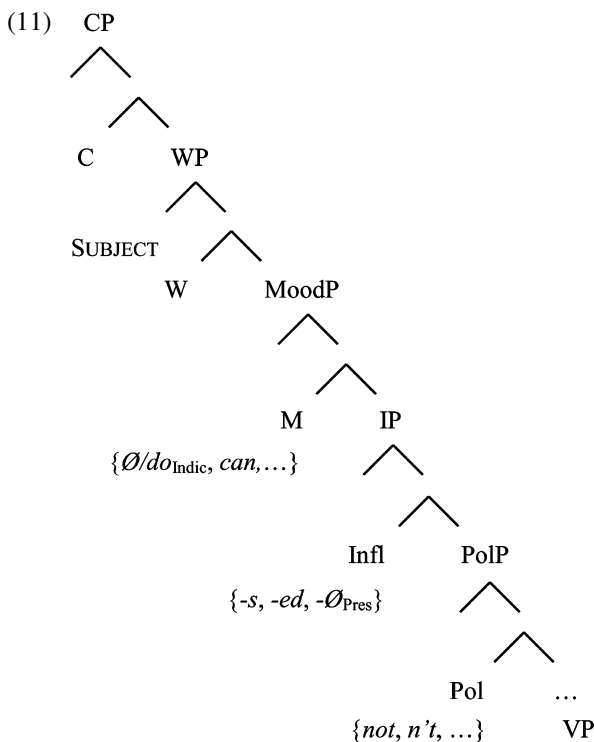 (11) CP
C WP
SUBJECT
W MoodP
M IP
{Ø/doIndic, can,…}
Infl PolP
{-s, -ed, -ØPres}
Pol …
{not, n't, …} VP